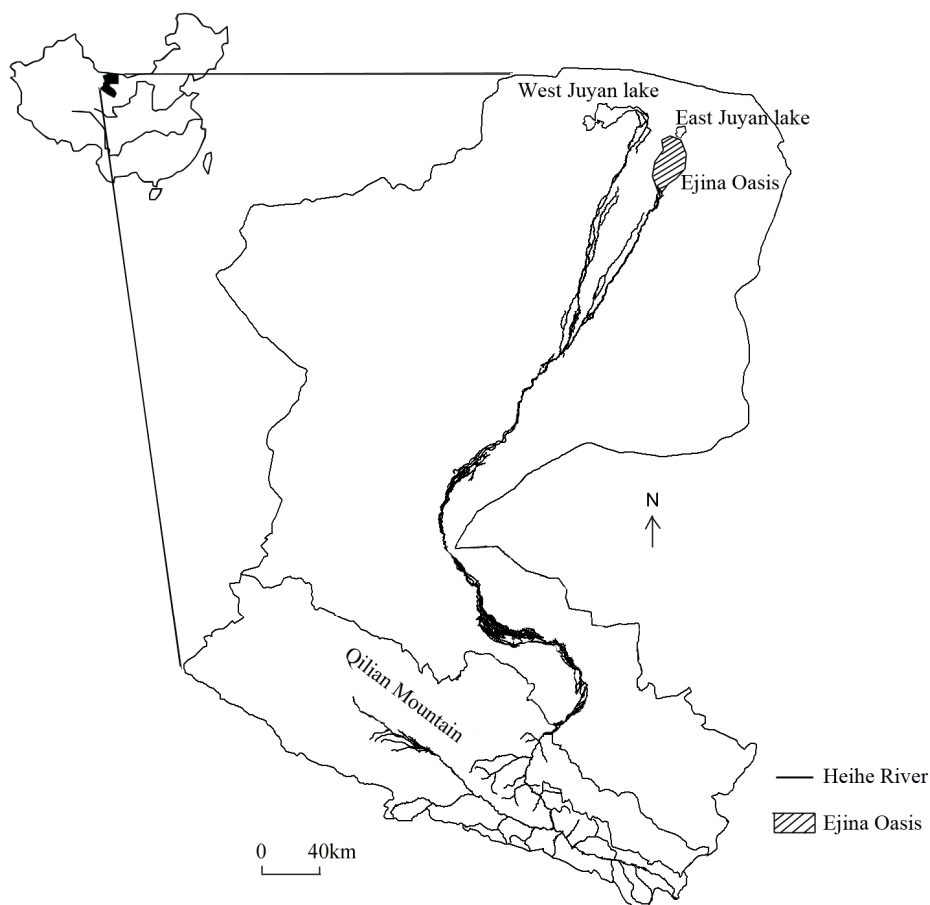 West Juyan lake
East Juyan lake
Ejina Oasis
N
Qilian Mountain
Heihe River
Ejina Oasis
0 40km